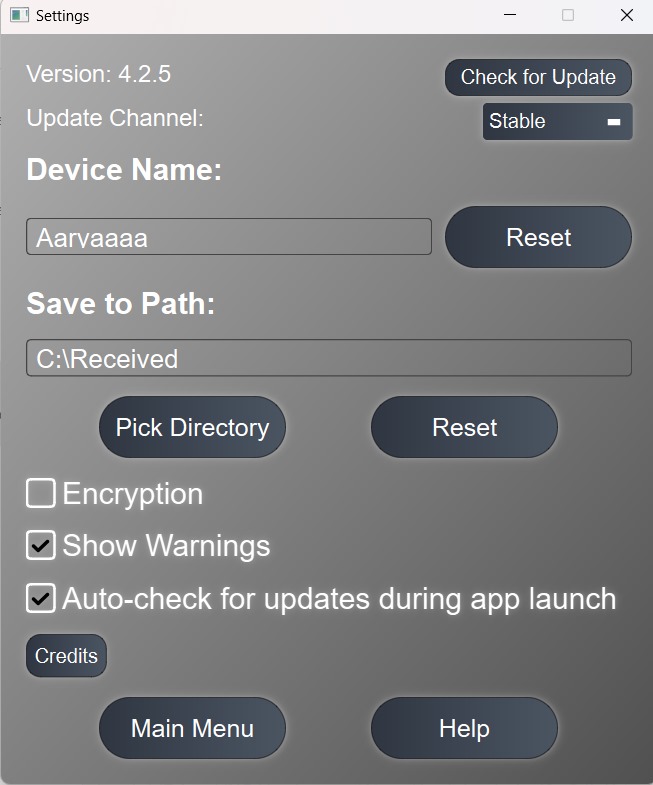 Settings
Version: 4.2.5
Check for Update
Update Channel:
Stable
Device Name:
Aarvaaaa
Reset
Save to Path:
C:\Received
Pick Directory
Reset
Encryption
Show Warnings
Auto-check for updates during app launch
Credits
Main Menu
Help